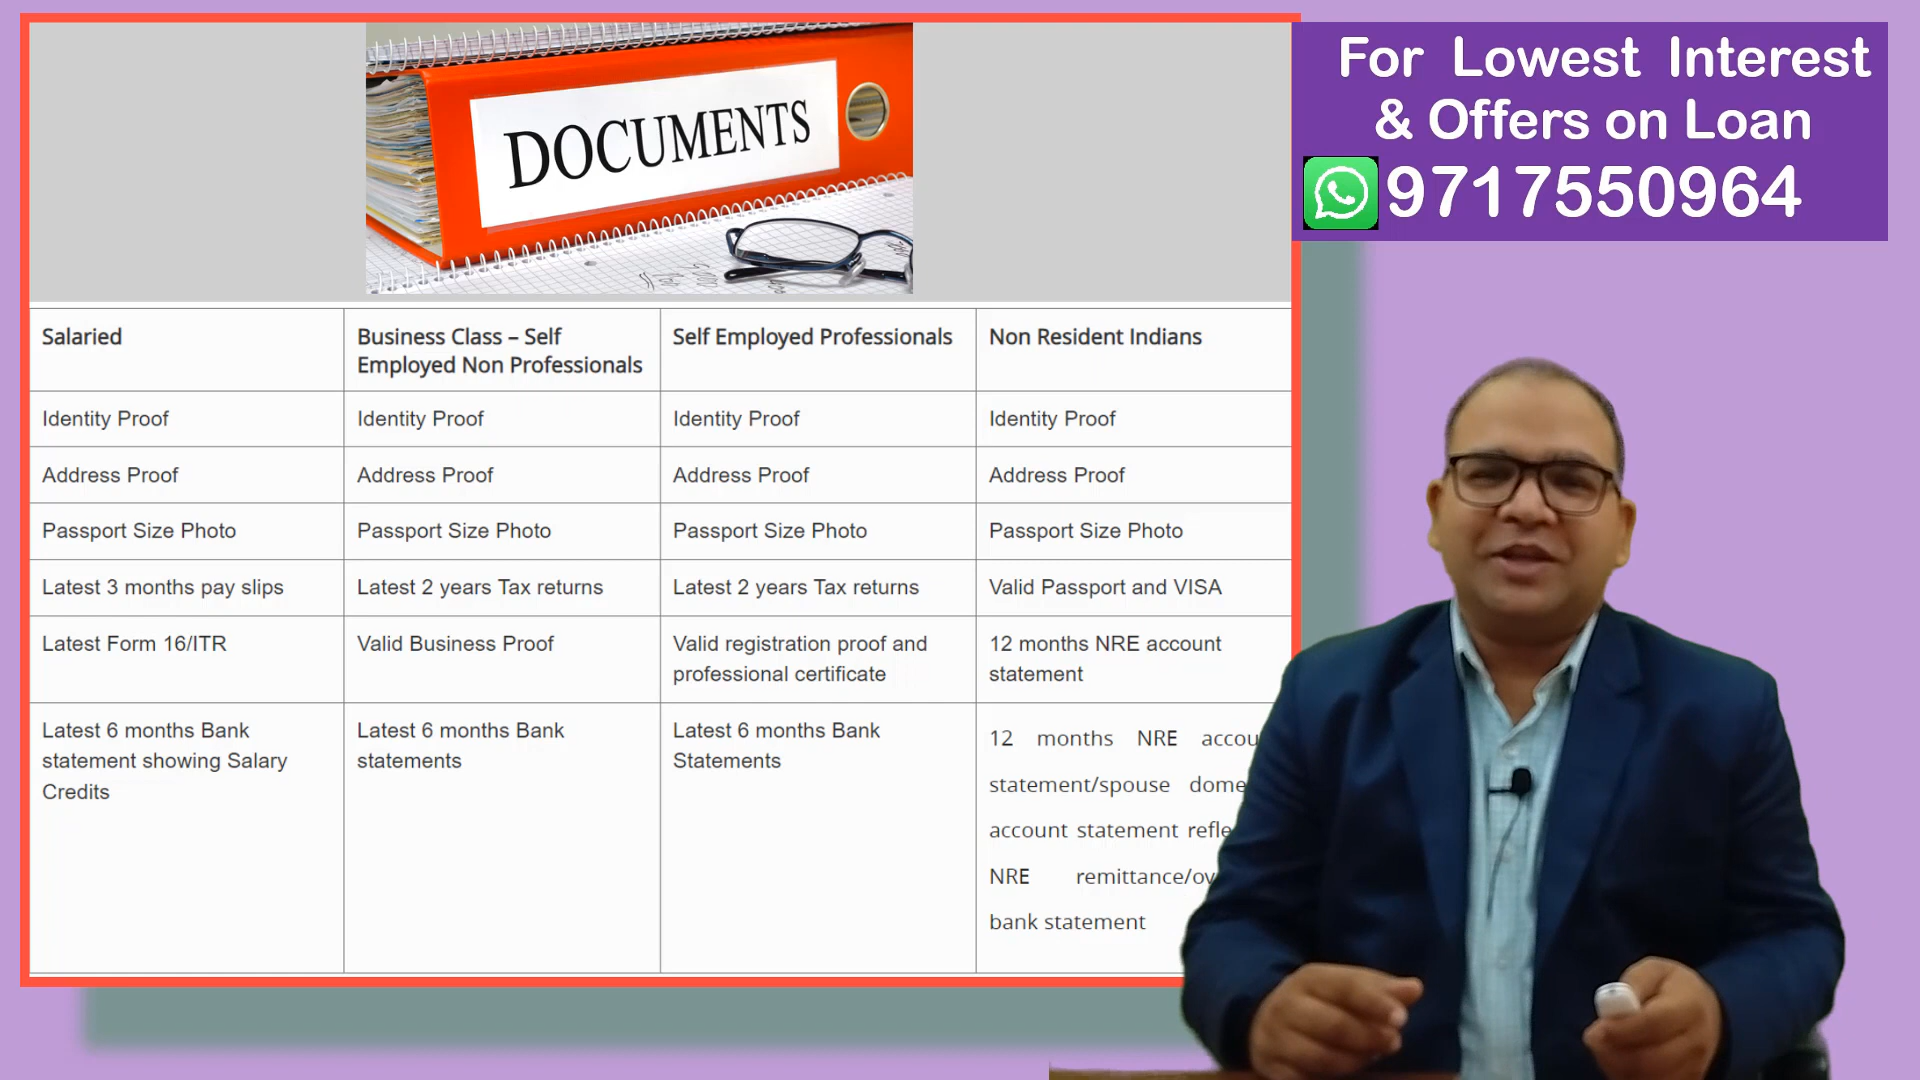 DOCUMENTS
For Lowest Interest
& Offers on Loan
9717550964
Salaried
Business Class – Self
Employed Non Professionals
Self Employed Professionals
Non Resident Indians
Identity Proof
Identity Proof
Identity Proof
Identity Proof
Address Proof
Address Proof
Address Proof
Address Proof
Passport Size Photo
Passport Size Photo
Passport Size Photo
Passport Size Photo
Latest 3 months pay slips
Latest 2 years Tax returns
Latest 2 years Tax returns
Valid Passport and VISA
Latest Form 16/ITR
Valid Business Proof
Valid registration proof and
professional certificate
12 months NRE account
statement
Latest 6 months Bank
statement showing Salary
Credits
Latest 6 months Bank
statements
Latest 6 months Bank
Statements
12 months NRE
statement/spouse
account statement
NRE
bank statement